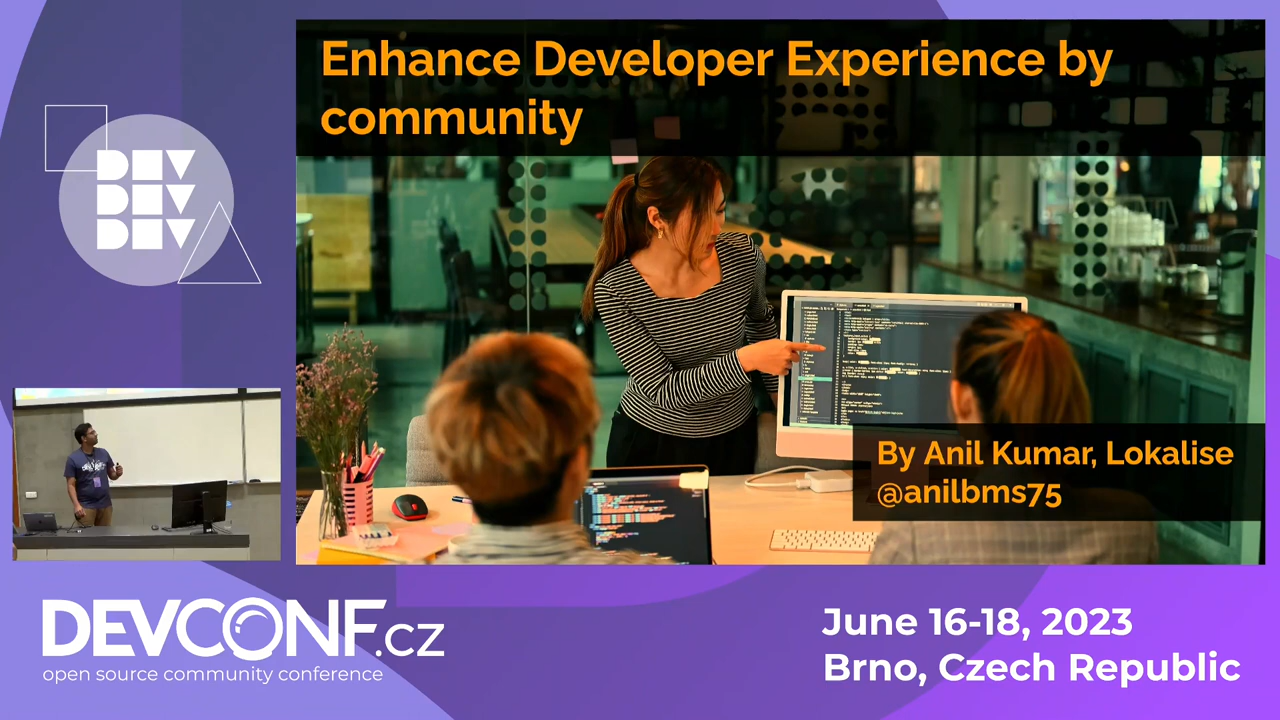 Enhance Developer Experience by
community
DEV
DEV
DEV
By Anil Kumar, Lokalise
@anilbms75
DEVCONF.cz
open source community conference
June 16-18, 2023
Brno, Czech Republic